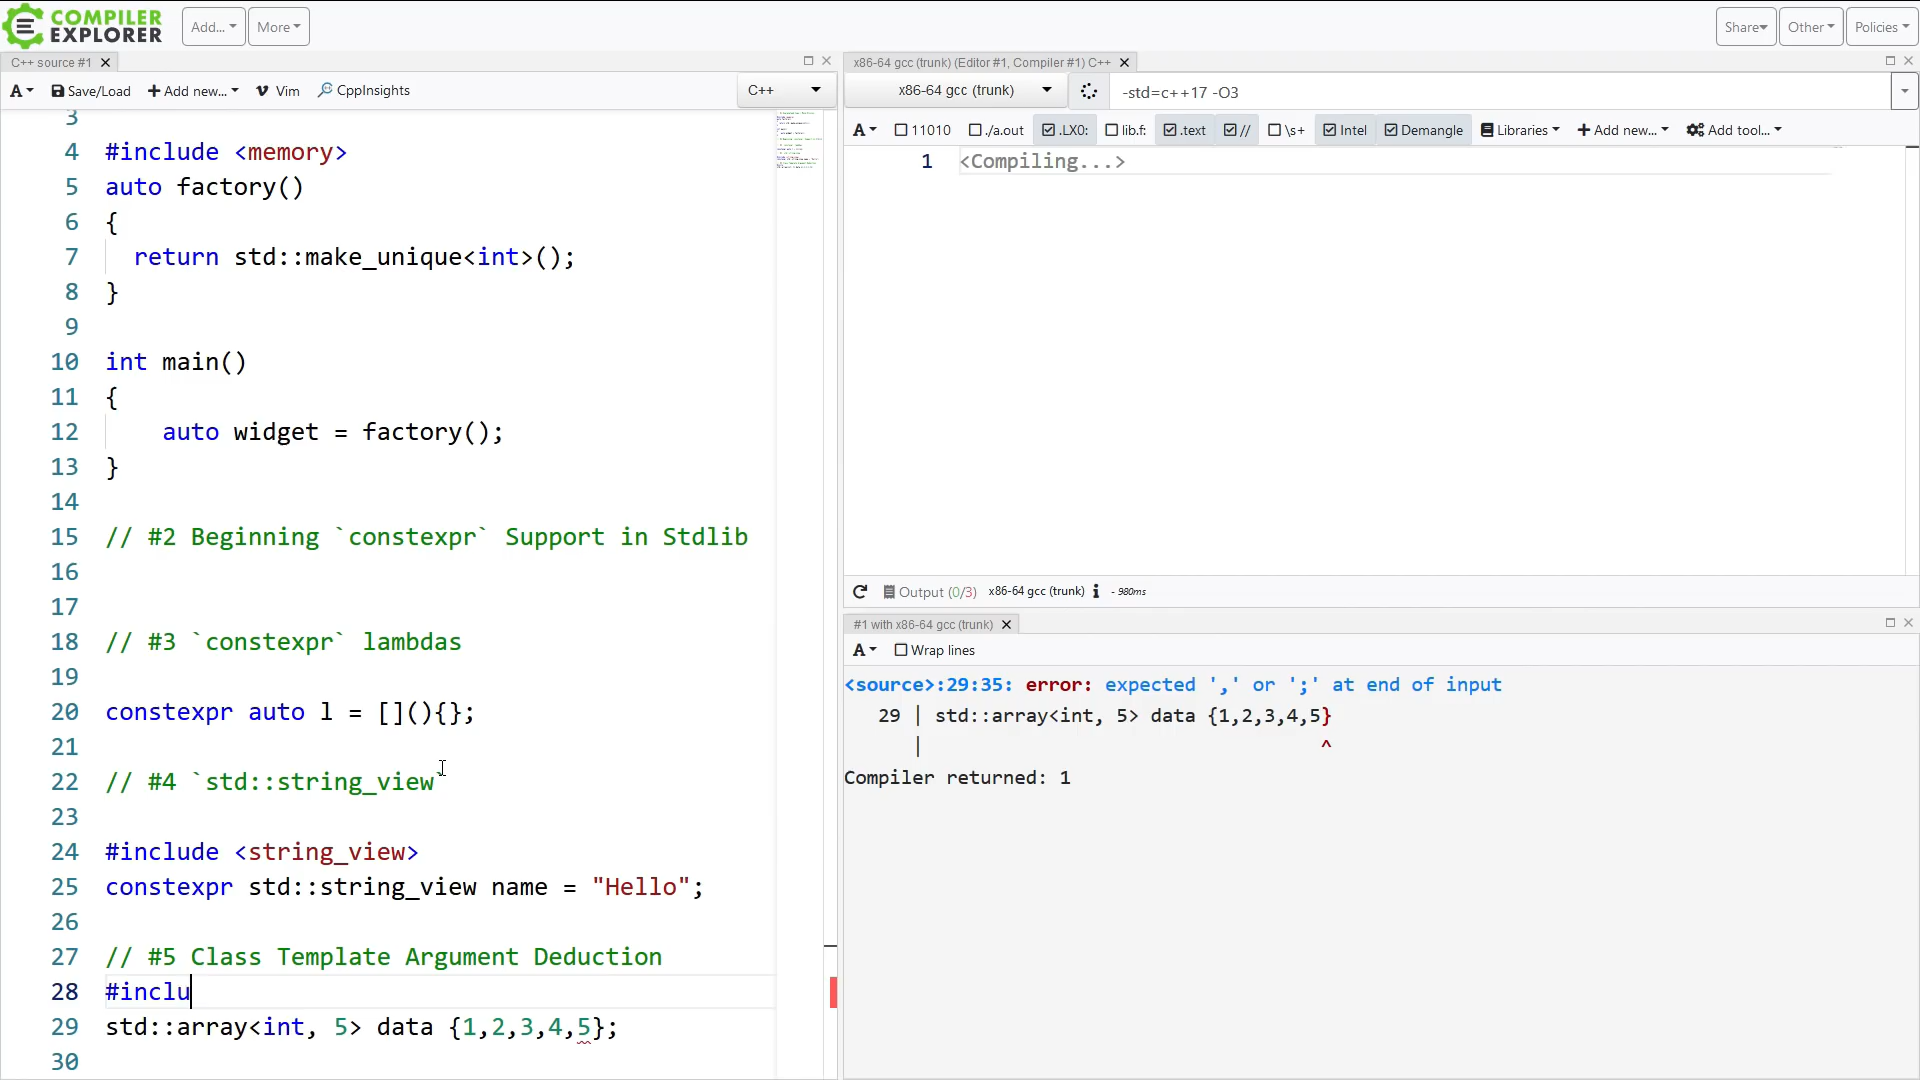 COMPILER
EXPLORER
Add...
More
Share
Other
Policies
C++ source #1
A
Save/Load
Add new...
Vim
CppInsights
C++
3
4 #include <memory>
5 auto factory()
6 {
7 return std::make_unique<int>();
8 }
9
10 int main()
11 {
12 auto widget = factory();
13 }
14
15 // #2 Beginning `constexpr` Support in Stdlib
16
17
18 // #3 `constexpr` lambdas
19
20 constexpr auto l = [](){};
21
22 // #4 `std::string_view`
23
24 #include <string_view>
25 constexpr std::string_view name = "Hello";
26
27 // #5 Class Template Argument Deduction
28 #inclu
29 std::array<int, 5> data {1,2,3,4,5};
30
x86-64 gcc (trunk) (Editor #1, Compiler #1) C++
x86-64 gcc (trunk)
-std=c++17 -O3
A
11010
./a.out
.LX0:
lib.f:
.text
//
\s+
Intel
Demangle
Libraries
Add new...
Add tool...
1 <Compiling...>
Output (0/3) x86-64 gcc (trunk) i - 980ms
#1 with x86-64 gcc (trunk)
A
Wrap lines
<source>:29:35: error: expected ',' or ';' at end of input
29 | std::array<int, 5> data {1,2,3,4,5}
| ^
Compiler returned: 1